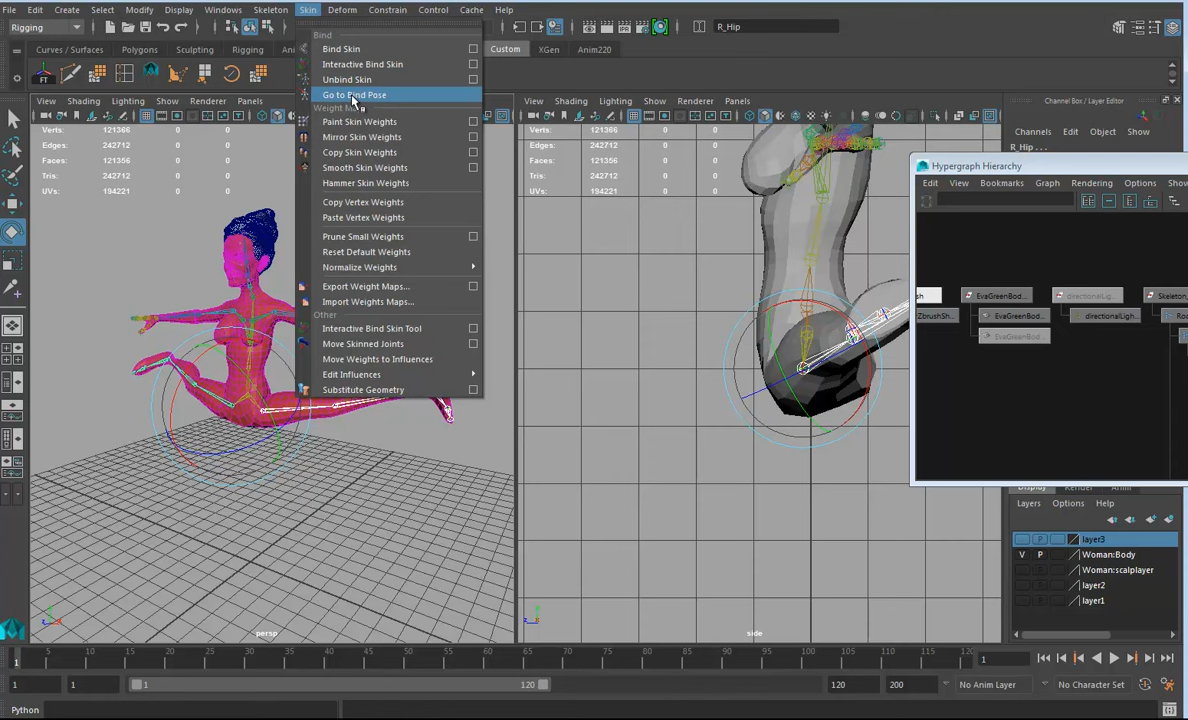 File Edit Create Select Modify Display Windows Skeleton Skin Deform Constrain Control Cache Help
Rigging
R_Hip
Curves / Surfaces Polygons Sculpting Rigging Custom XGen Anim220
FT
View Shading Lighting Show Renderer Panels
Verts: 121366 0 0
Edges: 242712 0 0
Faces: 121356 0 0
Tris: 242712 0 0
UVs: 194221 0 0
persp
Bind
Bind Skin
Interactive Bind Skin
Unbind Skin
Go to Bind Pose
Paint Skin Weights
Mirror Skin Weights
Copy Skin Weights
Smooth Skin Weights
Hammer Skin Weights
Copy Vertex Weights
Paste Vertex Weights
Prune Small Weights
Reset Default Weights
Normalize Weights
Export Weight Maps...
Import Weights Maps...
Other
Interactive Bind Skin Tool
Move Skinned Joints
Move Weights to Influences
Edit Influences
Substitute Geometry
View Shading Lighting Show Renderer Panels
Verts: 121366 0 0
Edges: 242712 0 0
Faces: 121356 0 0
Tris: 242712 0 0
UVs: 194221 0 0
side
Channel Box / Layer Editor
Channels Edit Object Show
R_Hip . . .
Hypergraph Hierarchy
Edit View Bookmarks Graph Rendering Options Show
EvaGreenBod... directionalLig... Skeleton_
ZbrushSh... EvaGreenBod... directionalLigh...
EvaGreenBod...
Layers Options Help
layer3
V P Woman:Body
Woman:scalplayer
layer2
layer1
5 10 15 20 25 30 35 40 45 50 55 60 65 70 75 80 85 90 95 100 105 110 115 120
1
1
1 1 1 120 120 200 No Anim Layer No Character Set
Python